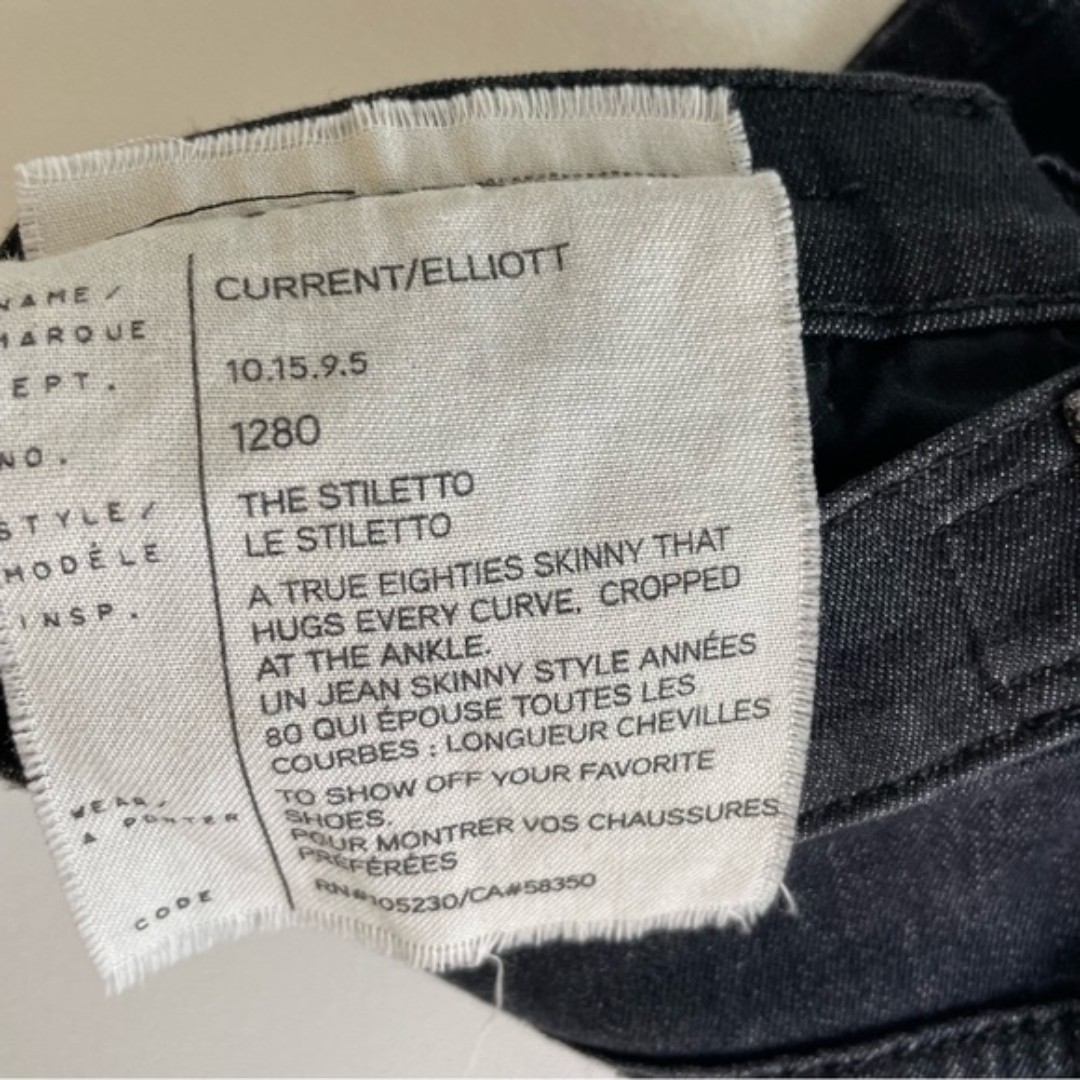 NAME / CURRENT/ELLIOTT
MARQUE
EPT. 10.15.9.5
NO. 1280
STYLE / THE STILETTO
MODÈLE LE STILETTO
INSP. A TRUE EIGHTIES SKINNY THAT
HUGS EVERY CURVE. CROPPED
AT THE ANKLE.
UN JEAN SKINNY STYLE ANNÉES
80 QUI ÉPOUSE TOUTES LES
COURBES : LONGUEUR CHEVILLES
WEAR/ TO SHOW OFF YOUR FAVORITE
À PORTER SHOES.
POUR MONTRER VOS CHAUSSURES
PRÉFÉRÉES
CODE RN#105230/CA#58350